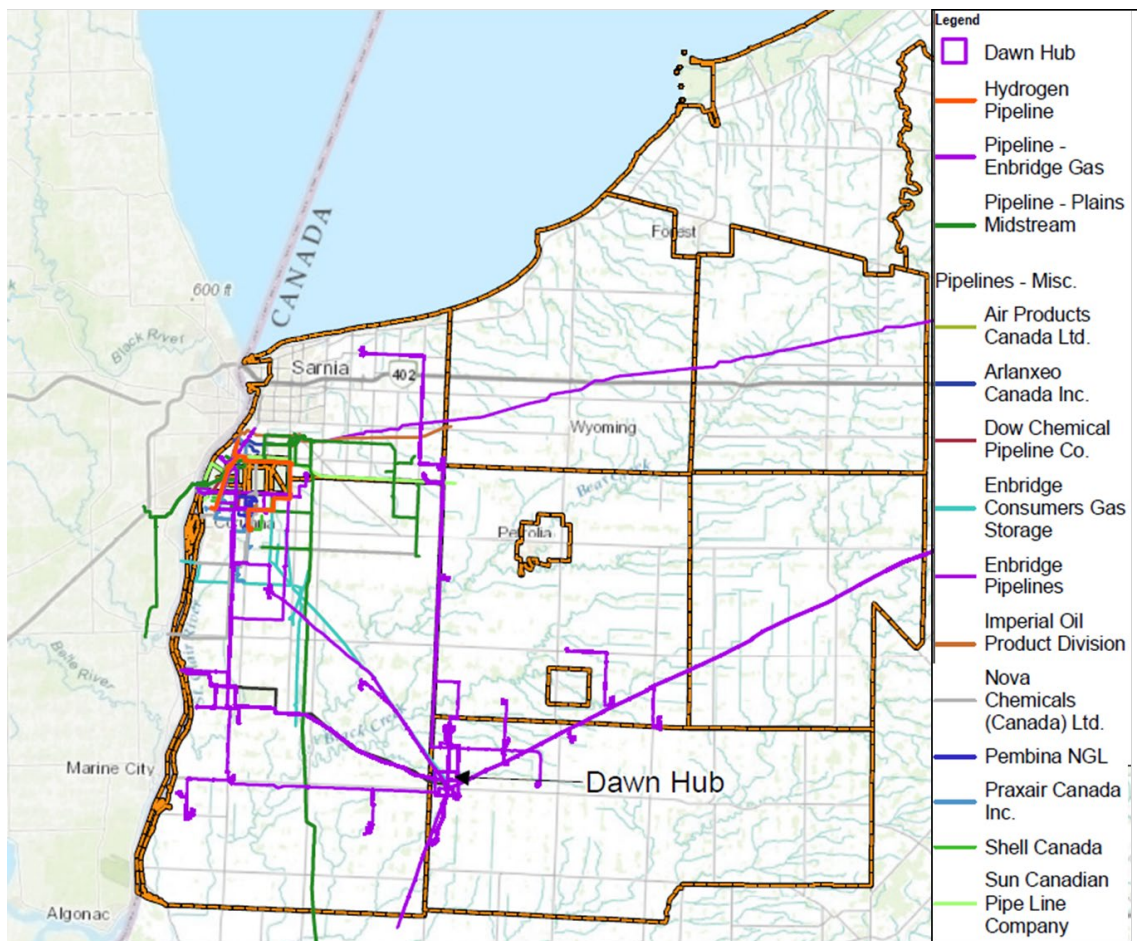 Legend
Dawn Hub
Hydrogen
Pipeline
Pipeline -
Enbridge Gas
Pipeline - Plains
Midstream
Pipelines - Misc.
Air Products
Canada Ltd.
Arlanxeo
Canada Inc.
Dow Chemical
Pipeline Co.
Enbridge
Consumers Gas
Storage
Enbridge
Pipelines
Imperial Oil
Product Division
Nova
Chemicals
(Canada) Ltd.
Pembina NGL
Praxair Canada
Inc.
Shell Canada
Sun Canadian
Pipe Line
Company
CANADA
600 ft
Black River
Forest
Sarnia
402
Wyoming
Bear Creek
Petrolia
Belle River
Black Creek
Marine City
Dawn Hub
Algonac